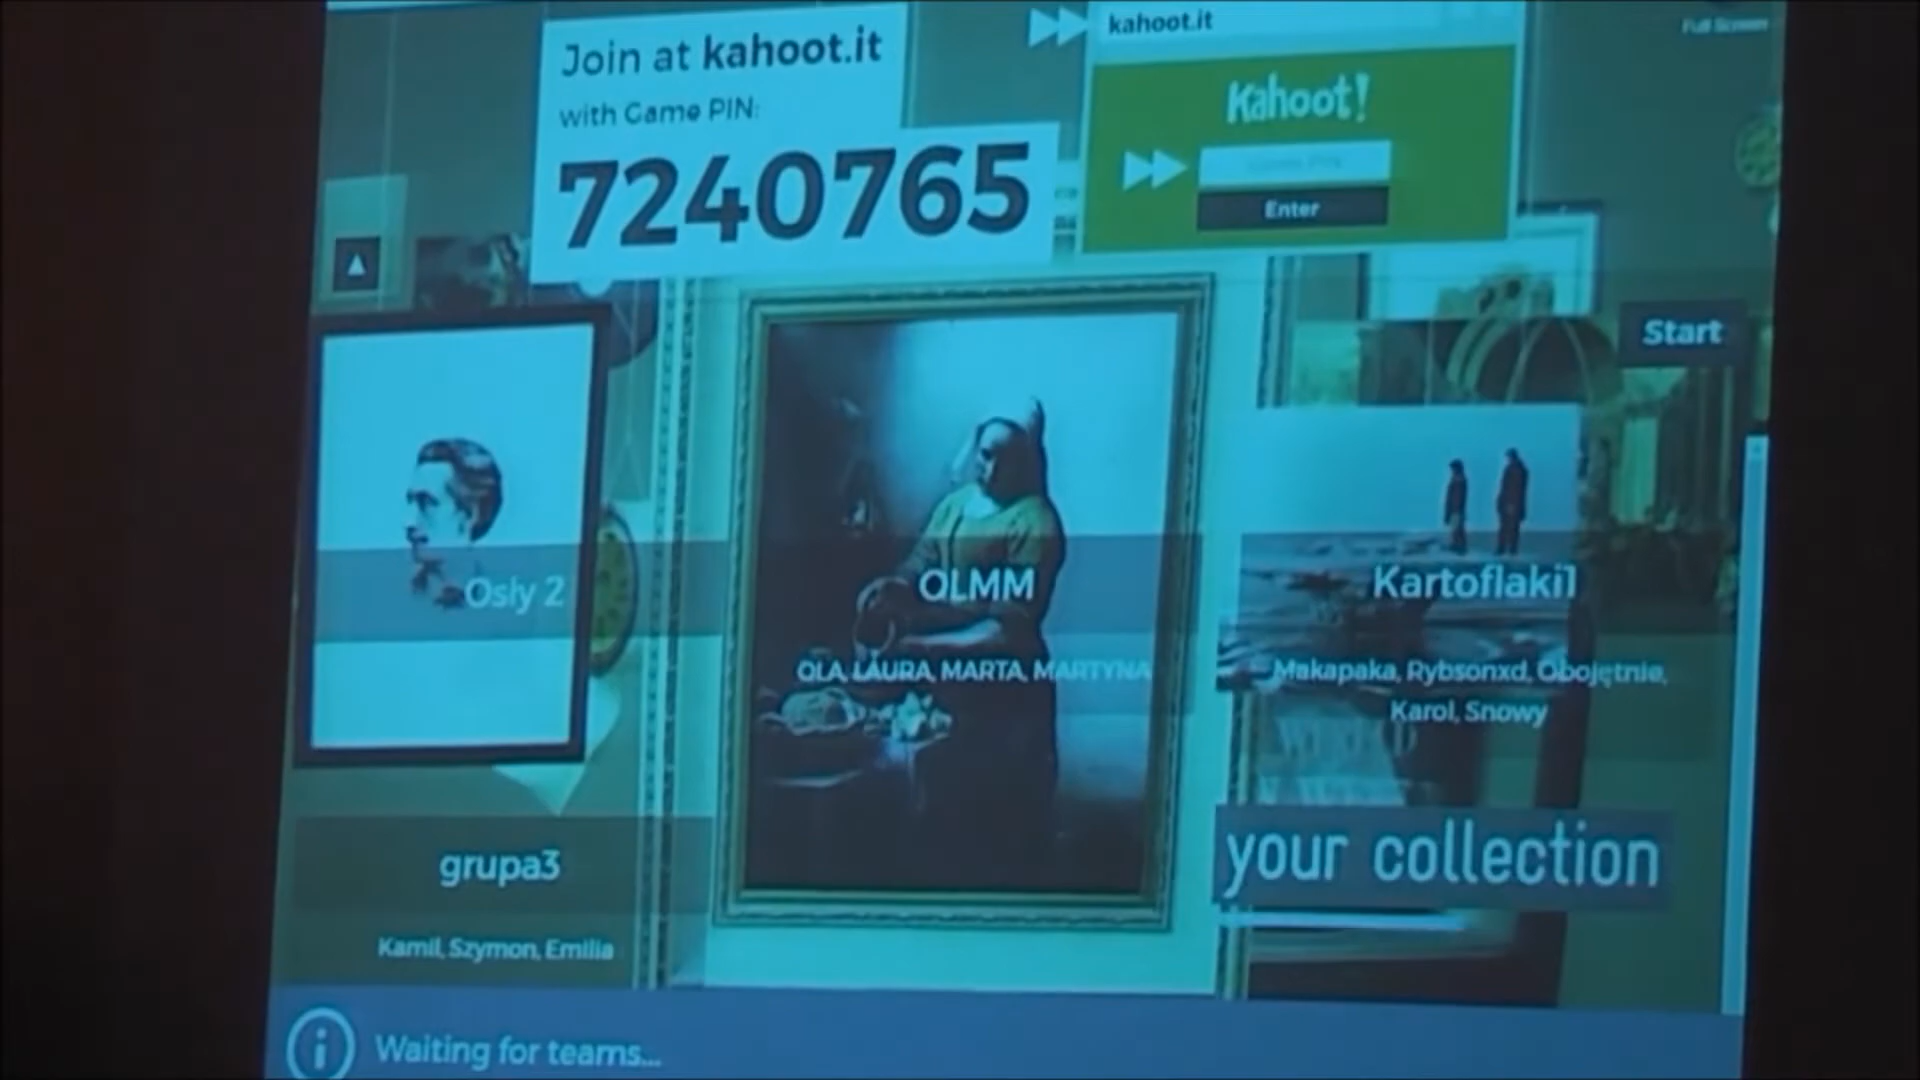 Join at kahoot.it
with Game PIN:
7240765
kahoot.it
Kahoot!
Enter
Full Screen
Start
Osły 2
OLMM
OLA, LAURA, MARTA, MARTYNA
Kartoflaki1
Makapaka, Rybsonxd, Obojętnie,
Karol, Snowy
grupa3
Kamil, Szymon, Emilia
your collection
Waiting for teams...